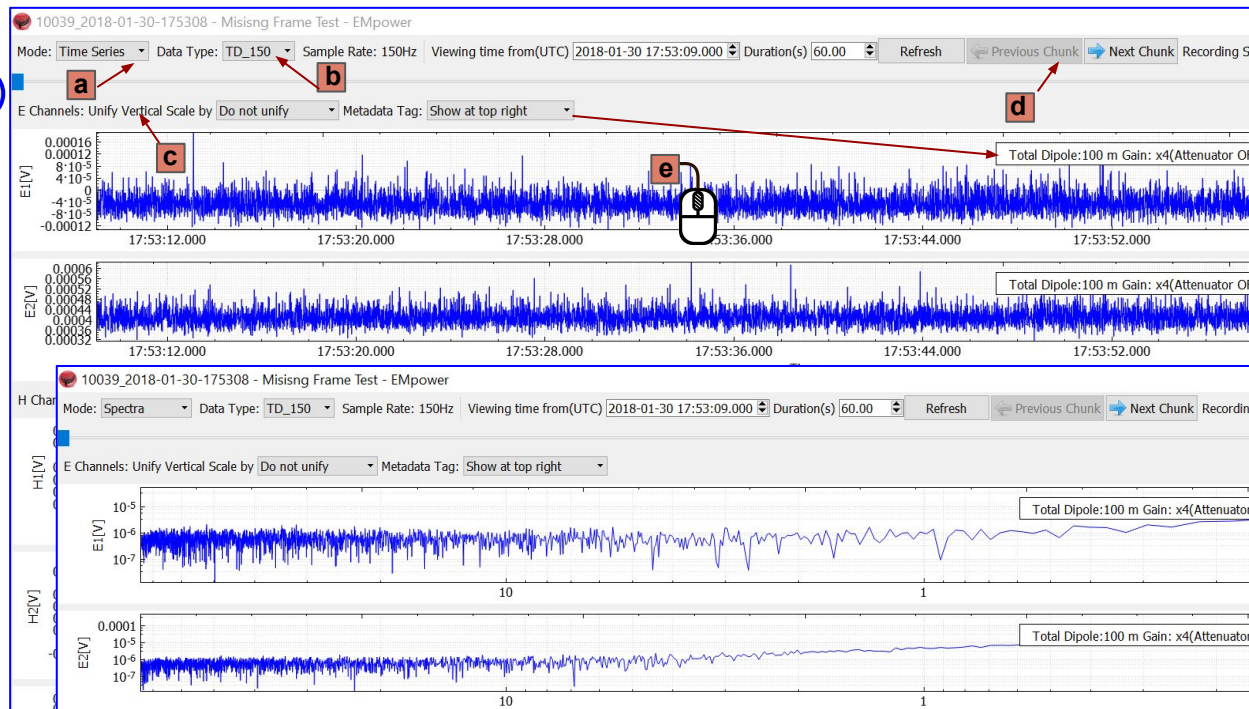 10039_2018-01-30-175308 - Misisng Frame Test - EMpower
Mode: Time Series Data Type: TD_150 Sample Rate: 150Hz Viewing time from(UTC) 2018-01-30 17:53:09.000 Duration(s) 60.00 Refresh Previous Chunk Next Chunk Recording S
a
b
d
E Channels: Unify Vertical Scale by Do not unify Metadata Tag: Show at top right
c
e
E1[V]
0.00016
0.00012
8·10-5
4·10-5
0
-4·10-5
-8·10-5
-0.00012
Total Dipole:100 m Gain: x4(Attenuator O
17:53:12.000 17:53:20.000 17:53:28.000 17:53:36.000 17:53:44.000 17:53:52.000
E2[V]
0.0006
0.00056
0.00052
0.00048
0.00044
0.0004
0.00036
0.00032
Total Dipole:100 m Gain: x4(Attenuator O
17:53:12.000 17:53:20.000 17:53:28.000 17:53:36.000 17:53:44.000 17:53:52.000
H Char
H1[V]
H2[V]
10039_2018-01-30-175308 - Misisng Frame Test - EMpower
Mode: Spectra Data Type: TD_150 Sample Rate: 150Hz Viewing time from(UTC) 2018-01-30 17:53:09.000 Duration(s) 60.00 Refresh Previous Chunk Next Chunk Recording
E Channels: Unify Vertical Scale by Do not unify Metadata Tag: Show at top right
E1[V]
10-5
10-6
10-7
Total Dipole:100 m Gain: x4(Attenuator
10 1
E2[V]
0.0001
10-5
10-6
10-7
Total Dipole:100 m Gain: x4(Attenuator
10 1